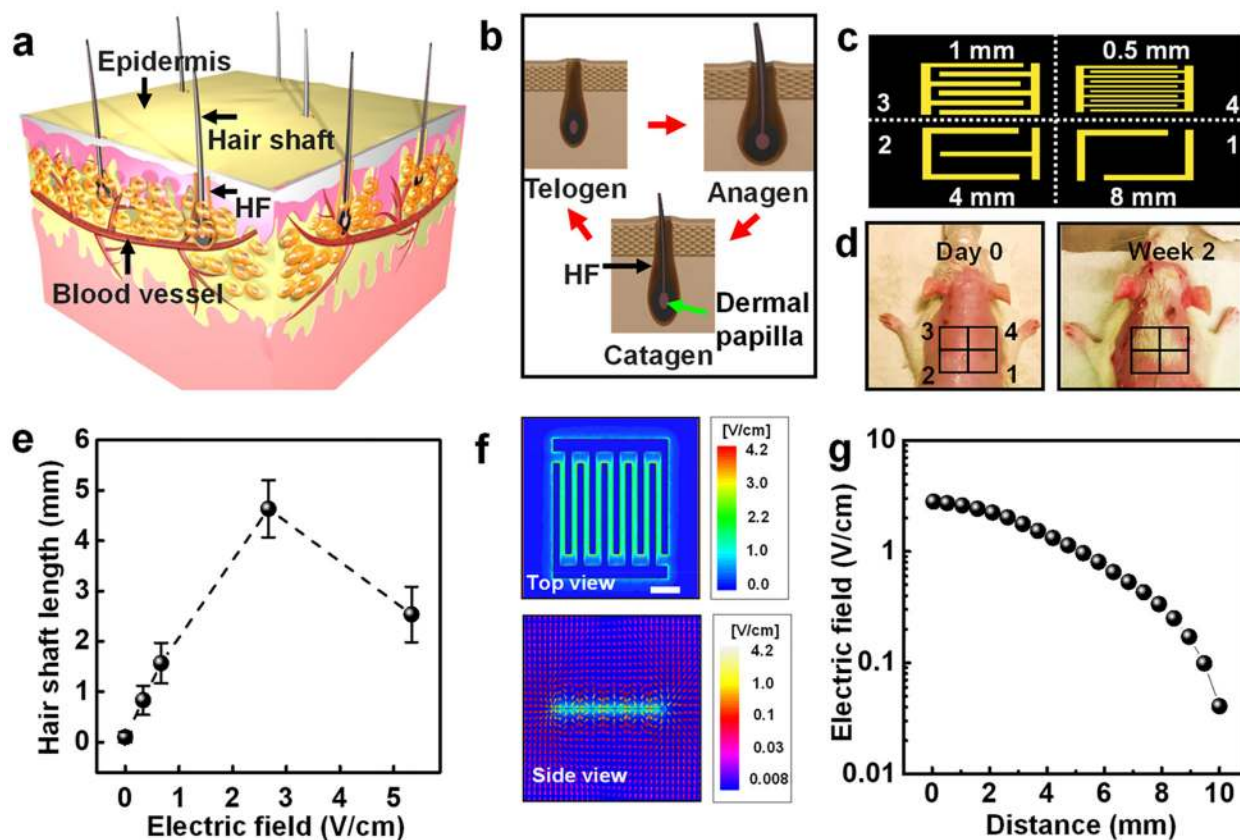 a
Epidermis
Hair shaft
HF
Blood vessel
b
Telogen
Anagen
HF
Dermal
papilla
Catagen
c
1 mm
0.5 mm
3
4
2
1
4 mm
8 mm
d
Day 0
Week 2
3
4
2
1
e
6
5
4
3
2
1
0
Hair shaft length (mm)
0
1
2
3
4
5
Electric field (V/cm)
f
[V/cm]
4.2
3.0
2.2
1.0
0.0
Top view
[V/cm]
4.2
1.0
0.1
0.03
0.008
Side view
g
10
1
0.1
0.01
Electric field (V/cm)
0
2
4
6
8
10
Distance (mm)